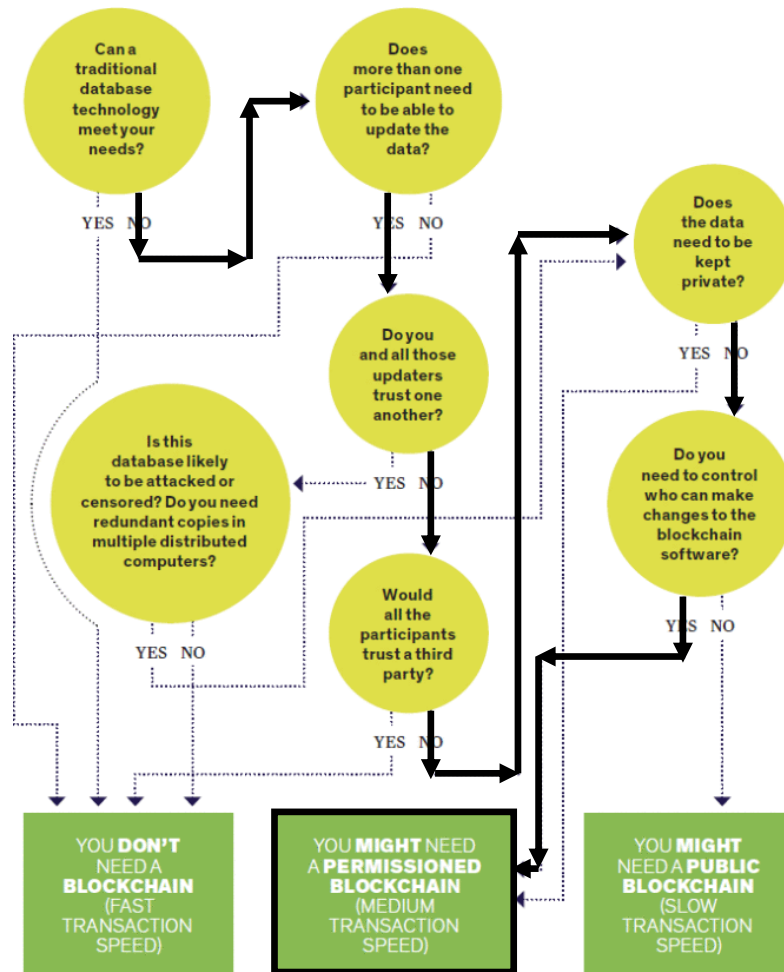 Can a
traditional
database
technology
meet your
needs?
YES NO
Does
more than one
participant need
to be able to
update the
data?
YES NO
Does
the data
need to be
kept
private?
YES NO
Do you
and all those
updaters
trust one
another?
YES NO
Is this
database likely
to be attacked or
censored? Do you need
redundant copies in
multiple distributed
computers?
YES NO
Do you
need to control
who can make
changes to the
blockchain
software?
YES NO
Would
all the
participants
trust a third
party?
YES NO
YOU DON'T
NEED A
BLOCKCHAIN
(FAST
TRANSACTION
SPEED)
YOU MIGHT NEED
A PERMISSIONED
BLOCKCHAIN
(MEDIUM
TRANSACTION
SPEED)
YOU MIGHT
NEED A PUBLIC
BLOCKCHAIN
(SLOW
TRANSACTION
SPEED)